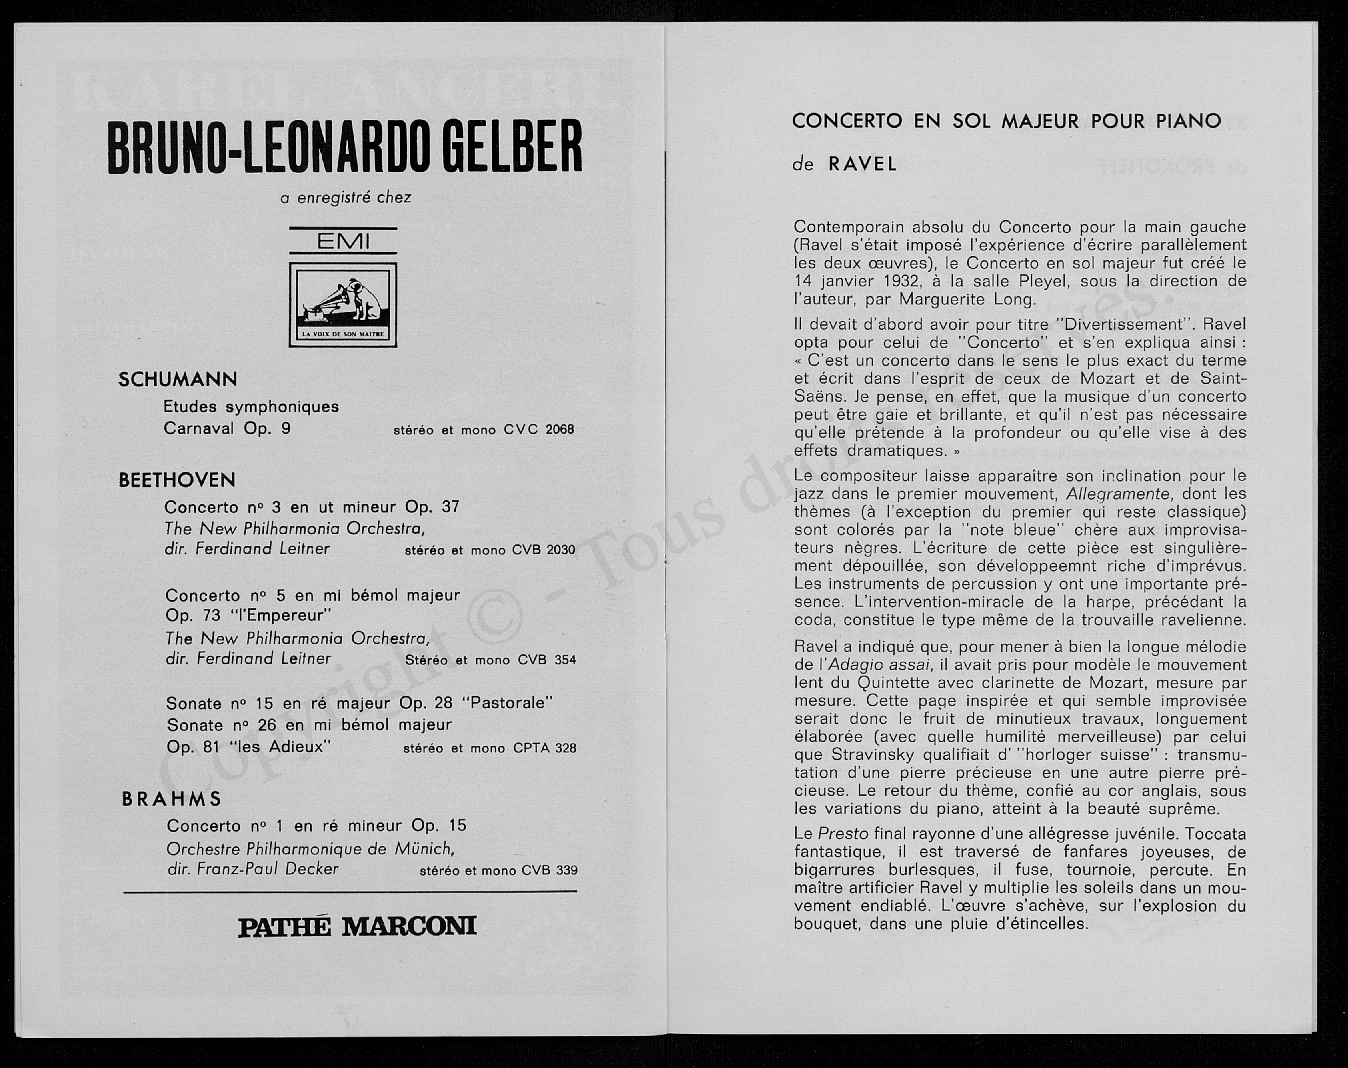 BRUNO-LEONARDO GELBER
a enregistré chez
EMI
LA VOIX DE SON MAITRE
SCHUMANN
Etudes symphoniques
Carnaval Op. 9 stéréo et mono CVC 2068
BEETHOVEN
Concerto nº 3 en ut mineur Op. 37
The New Philharmonia Orchestra,
dir. Ferdinand Leitner stéréo et mono CVB 2030
Concerto nº 5 en mi bémol majeur
Op. 73 "l'Empereur"
The New Philharmonia Orchestra,
dir. Ferdinand Leitner Stéréo et mono CVB 354
Sonate nº 15 en ré majeur Op. 28 "Pastorale"
Sonate nº 26 en mi bémol majeur
Op. 81 "les Adieux" stéréo et mono CPTA 328
BRAHMS
Concerto nº 1 en ré mineur Op. 15
Orchestre Philharmonique de Münich,
dir. Franz-Paul Decker stéréo et mono CVB 339
PATHÉ MARCONI
CONCERTO EN SOL MAJEUR POUR PIANO
de RAVEL
Contemporain absolu du Concerto pour la main gauche
(Ravel s'était imposé l'expérience d'écrire parallèlement
les deux œuvres), le Concerto en sol majeur fut créé le
14 janvier 1932, à la salle Pleyel, sous la direction de
l'auteur, par Marguerite Long.
Il devait d'abord avoir pour titre "Divertissement". Ravel
opta pour celui de "Concerto" et s'en expliqua ainsi :
« C'est un concerto dans le sens le plus exact du terme
et écrit dans l'esprit de ceux de Mozart et de Saint-
Saëns. Je pense, en effet, que la musique d'un concerto
peut être gaie et brillante, et qu'il n'est pas nécessaire
qu'elle prétende à la profondeur ou qu'elle vise à des
effets dramatiques. »
Le compositeur laisse apparaitre son inclination pour le
jazz dans le premier mouvement, Allegramente, dont les
thèmes (à l'exception du premier qui reste classique)
sont colorés par la "note bleue" chère aux improvisa-
teurs nègres. L'écriture de cette pièce est singulière-
ment dépouillée, son développeemnt riche d'imprévus.
Les instruments de percussion y ont une importante pré-
sence. L'intervention-miracle de la harpe, précédant la
coda, constitue le type même de la trouvaille ravelienne.
Ravel a indiqué que, pour mener à bien la longue mélodie
de l'Adagio assai, il avait pris pour modèle le mouvement
lent du Quintette avec clarinette de Mozart, mesure par
mesure. Cette page inspirée et qui semble improvisée
serait donc le fruit de minutieux travaux, longuement
élaborée (avec quelle humilité merveilleuse) par celui
que Stravinsky qualifiait d' "horloger suisse" : transmu-
tation d'une pierre précieuse en une autre pierre pré-
cieuse. Le retour du thème, confié au cor anglais, sous
les variations du piano, atteint à la beauté suprême.
Le Presto final rayonne d'une allégresse juvénile. Toccata
fantastique, il est traversé de fanfares joyeuses, de
bigarrures burlesques, il fuse, tournoie, percute. En
maître artificier Ravel y multiplie les soleils dans un mou-
vement endiablé. L'œuvre s'achève, sur l'explosion du
bouquet, dans une pluie d'étincelles.
Copyright © - Tous droits réservés.